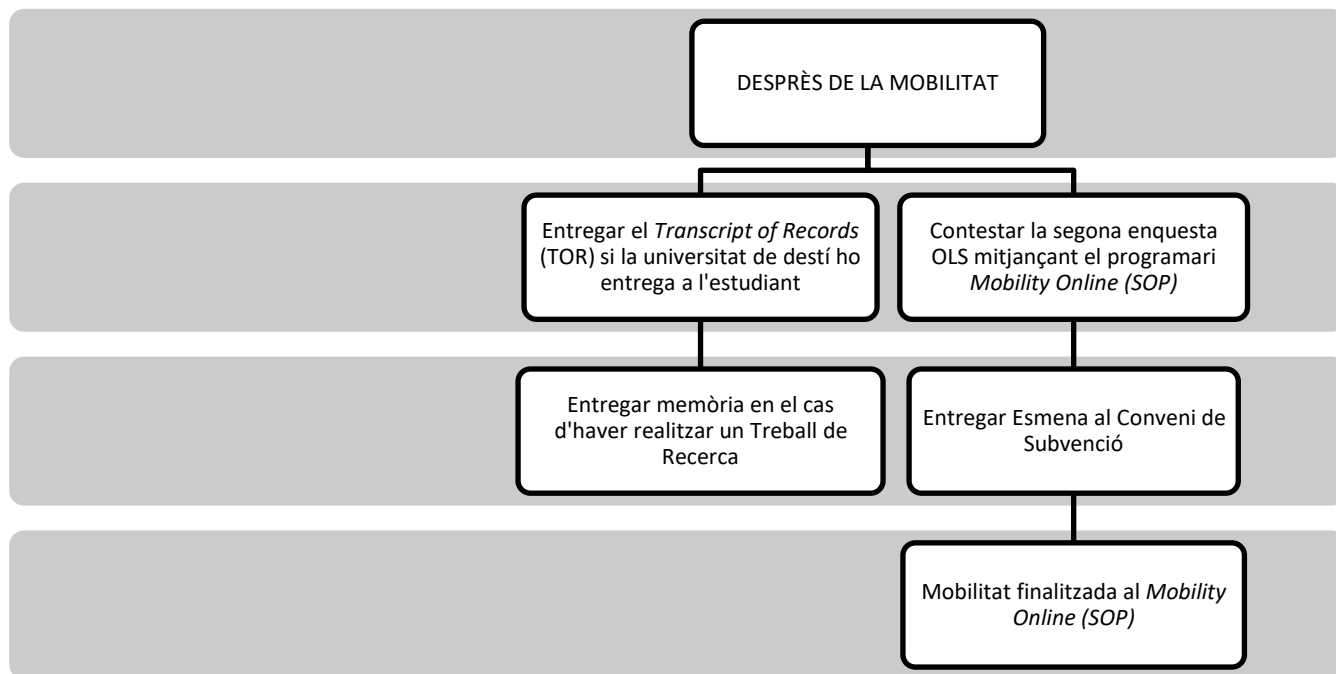 DESPRÈS DE LA MOBILITAT
Entregar el Transcript of Records
(TOR) si la universitat de destí ho
entrega a l'estudiant
Contestar la segona enquesta
OLS mitjançant el programari
Mobility Online (SOP)
Entregar memòria en el cas
d'haver realitzar un Treball de
Recerca
Entregar Esmena al Conveni de
Subvenció
Mobilitat finalitzada al Mobility
Online (SOP)